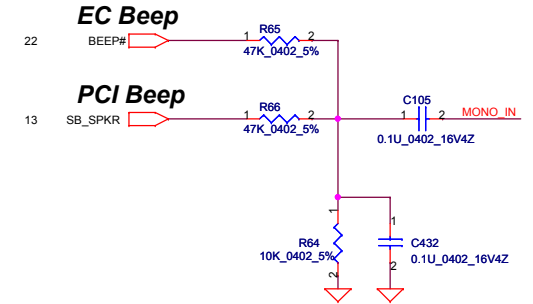 EC Beep
22 BEEP# 1 R65 2
47K_0402_5%
PCI Beep
13 SB_SPKR 1 R66 2
47K_0402_5%
C105
1 2 MONO_IN
0.1U_0402_16V4Z
1 1
R64 C432
10K_0402_5% 0.1U_0402_16V4Z
2 2